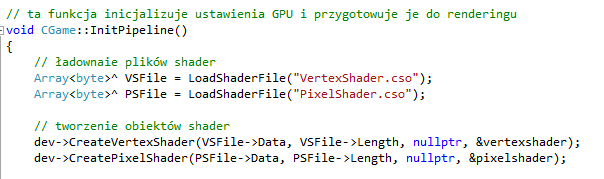 // ta funkcja inicjalizuje ustawienia GPU i przygotowuje je do renderingu
void CGame::InitPipeline()
{
// ładownaie plików shader
Array<byte>^ VSFile = LoadShaderFile("VertexShader.cso");
Array<byte>^ PSFile = LoadShaderFile("PixelShader.cso");
// tworzenie obiektów shader
dev->CreateVertexShader(VSFile->Data, VSFile->Length, nullptr, &vertexshader);
dev->CreatePixelShader(PSFile->Data, PSFile->Length, nullptr, &pixelshader);